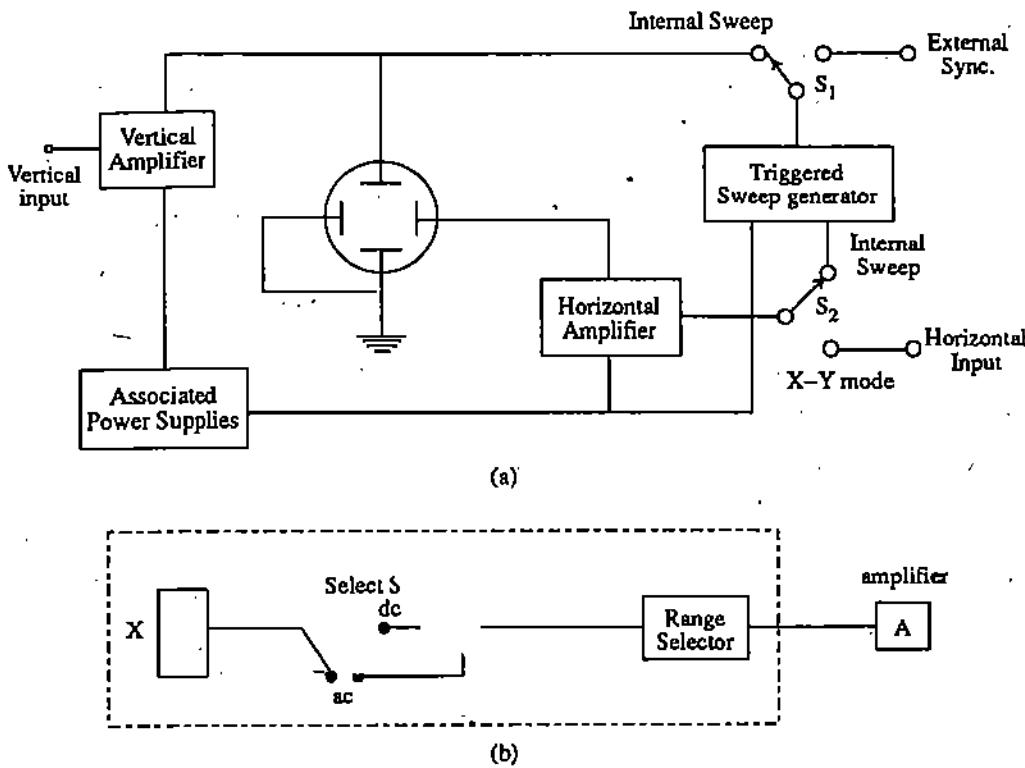 Internal Sweep
External
Sync.
S1
Vertical
Amplifier
Vertical
input
Triggered
Sweep generator
Internal
Sweep
S2
Horizontal
Amplifier
Horizontal
Input
X–Y mode
Associated
Power Supplies
(a)
Select S
dc
amplifier
X
Range
Selector
A
ac
(b)